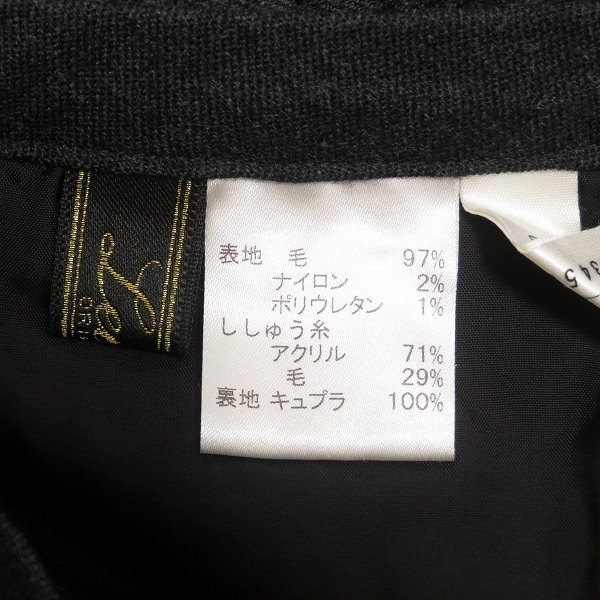 表地 毛 97%
ナイロン 2%
ポリウレタン 1%
ししゅう糸
アクリル 71%
毛 29%
裏地 キュプラ 100%
345